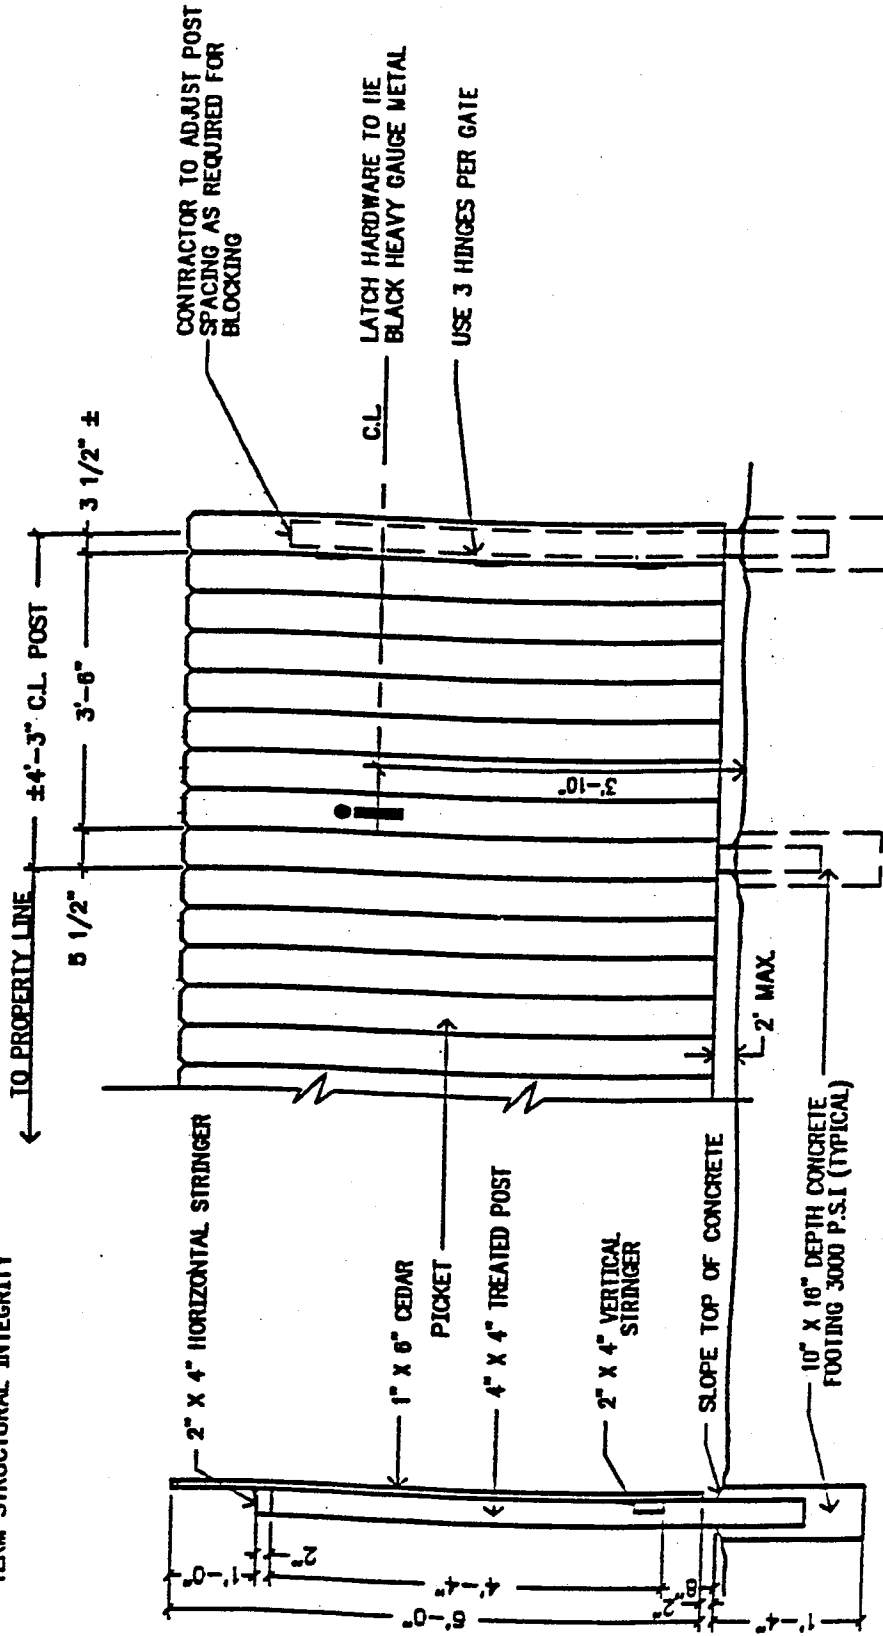 TERM STRUCTURAL INTEGRITY
TO PROPERTY LINE
±4'-3" C.L. POST
5 1/2"
3'-6"
3 1/2" ±
CONTRACTOR TO ADJUST POST
SPACING AS REQUIRED FOR
BLOCKING
C.L.
LATCH HARDWARE TO BE
BLACK HEAVY GAUGE METAL
USE 3 HINGES PER GATE
3'-10"
2' MAX.
2" X 4" HORIZONTAL STRINGER
1" X 6" CEDAR
PICKET
4" X 4" TREATED POST
2" X 4" VERTICAL
STRINGER
SLOPE TOP OF CONCRETE
10" X 16" DEPTH CONCRETE
FOOTING 3000 P.S.I (TYPICAL)
1'-0"
2"
4'-4"
8"
6'-0"
2"
1'-4"